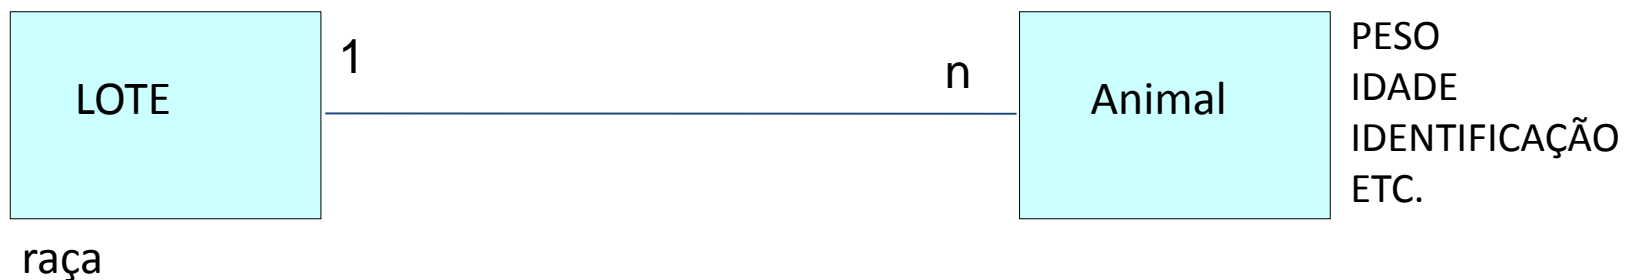 LOTE
1
n
Animal
PESO
IDADE
IDENTIFICAÇÃO
ETC.
raça